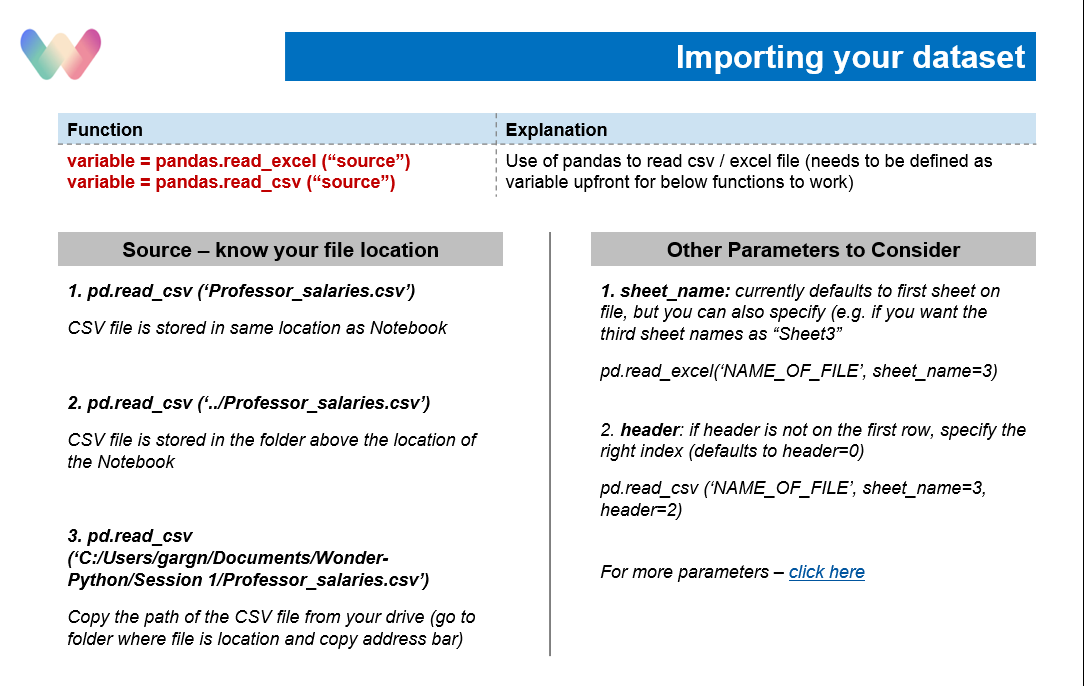 Importing your dataset
Function
Explanation
variable = pandas.read_excel (“source”)
variable = pandas.read_csv (“source”)
Use of pandas to read csv / excel file (needs to be defined as
variable upfront for below functions to work)
Source – know your file location
1. pd.read_csv (‘Professor_salaries.csv’)
CSV file is stored in same location as Notebook
2. pd.read_csv (‘../Professor_salaries.csv’)
CSV file is stored in the folder above the location of
the Notebook
3. pd.read_csv
(‘C:/Users/gargn/Documents/Wonder-
Python/Session 1/Professor_salaries.csv’)
Copy the path of the CSV file from your drive (go to
folder where file is location and copy address bar)
Other Parameters to Consider
1. sheet_name: currently defaults to first sheet on
file, but you can also specify (e.g. if you want the
third sheet names as “Sheet3”
pd.read_excel(‘NAME_OF_FILE’, sheet_name=3)
2. header: if header is not on the first row, specify the
right index (defaults to header=0)
pd.read_csv (‘NAME_OF_FILE’, sheet_name=3,
header=2)
For more parameters – click here